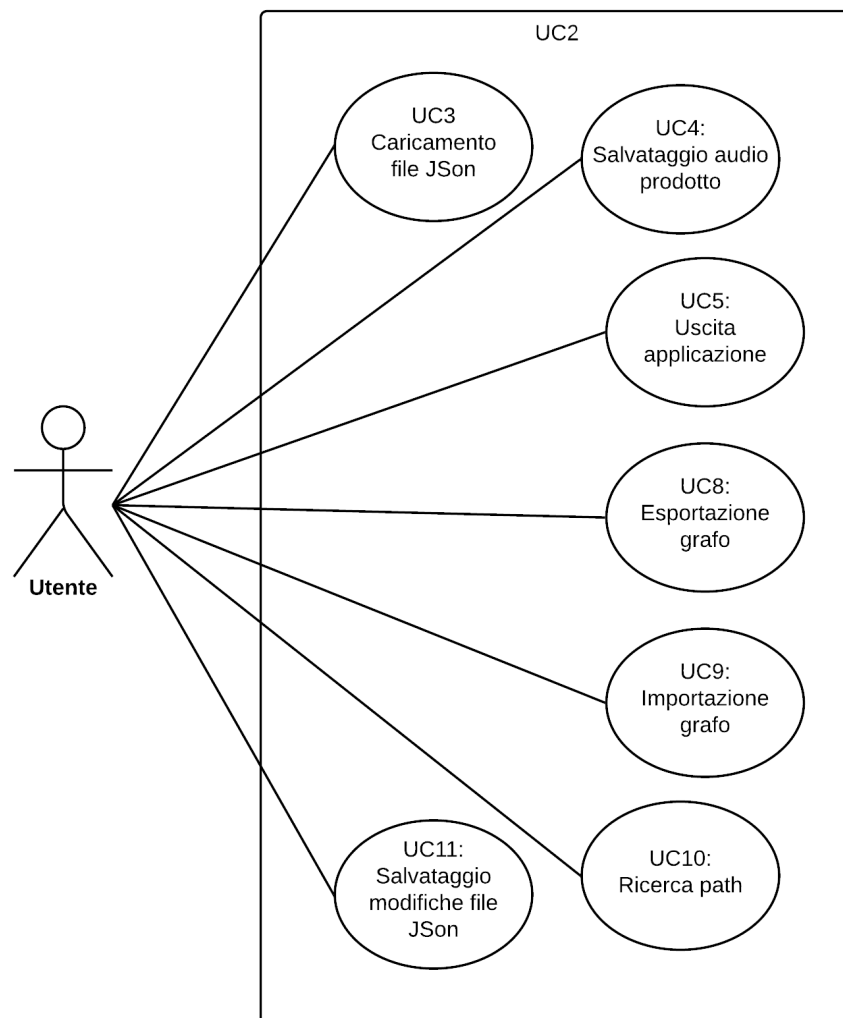 UC2
UC3
Caricamento
file JSon
UC4:
Salvataggio audio
prodotto
UC5:
Uscita
applicazione
UC8:
Esportazione
grafo
Utente
UC9:
Importazione
grafo
UC10:
Ricerca path
UC11:
Salvataggio
modifiche file
JSon